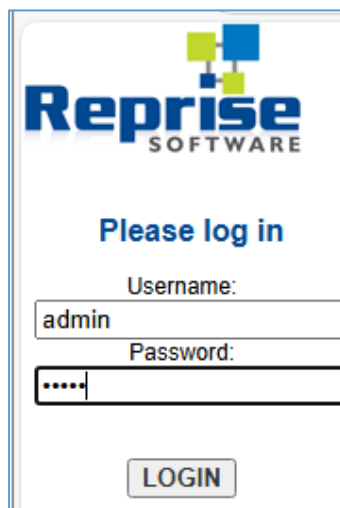 Reprise
SOFTWARE
Please log in
Username:
admin
Password:
•••••
LOGIN